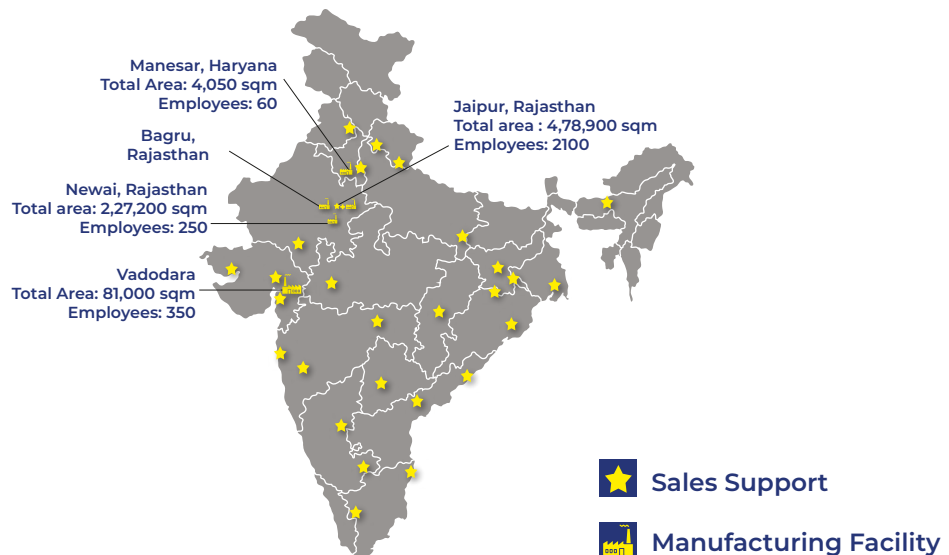 Manesar, Haryana
Total Area: 4,050 sqm
Employees: 60
Jaipur, Rajasthan
Total area : 4,78,900 sqm
Employees: 2100
Bagru,
Rajasthan
Newai, Rajasthan
Total area: 2,27,200 sqm
Employees: 250
Vadodara
Total Area: 81,000 sqm
Employees: 350
Sales Support
Manufacturing Facility